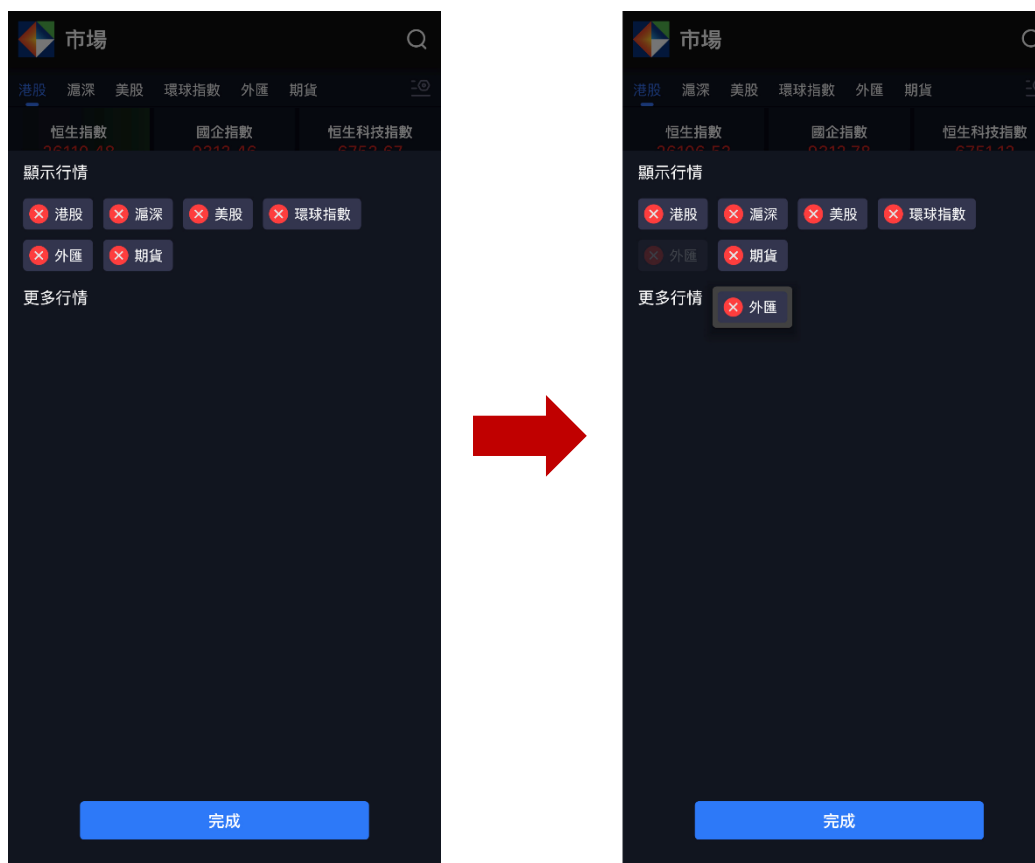 市場
港股 滬深 美股 環球指數 外匯 期貨
恒生指數 國企指數 恒生科技指數
顯示行情
港股 滬深 美股 環球指數
外匯 期貨
更多行情
完成
市場
港股 滬深 美股 環球指數 外匯 期貨
恒生指數 國企指數 恒生科技指數
顯示行情
港股 滬深 美股 環球指數
外匯 期貨
更多行情 外匯
完成